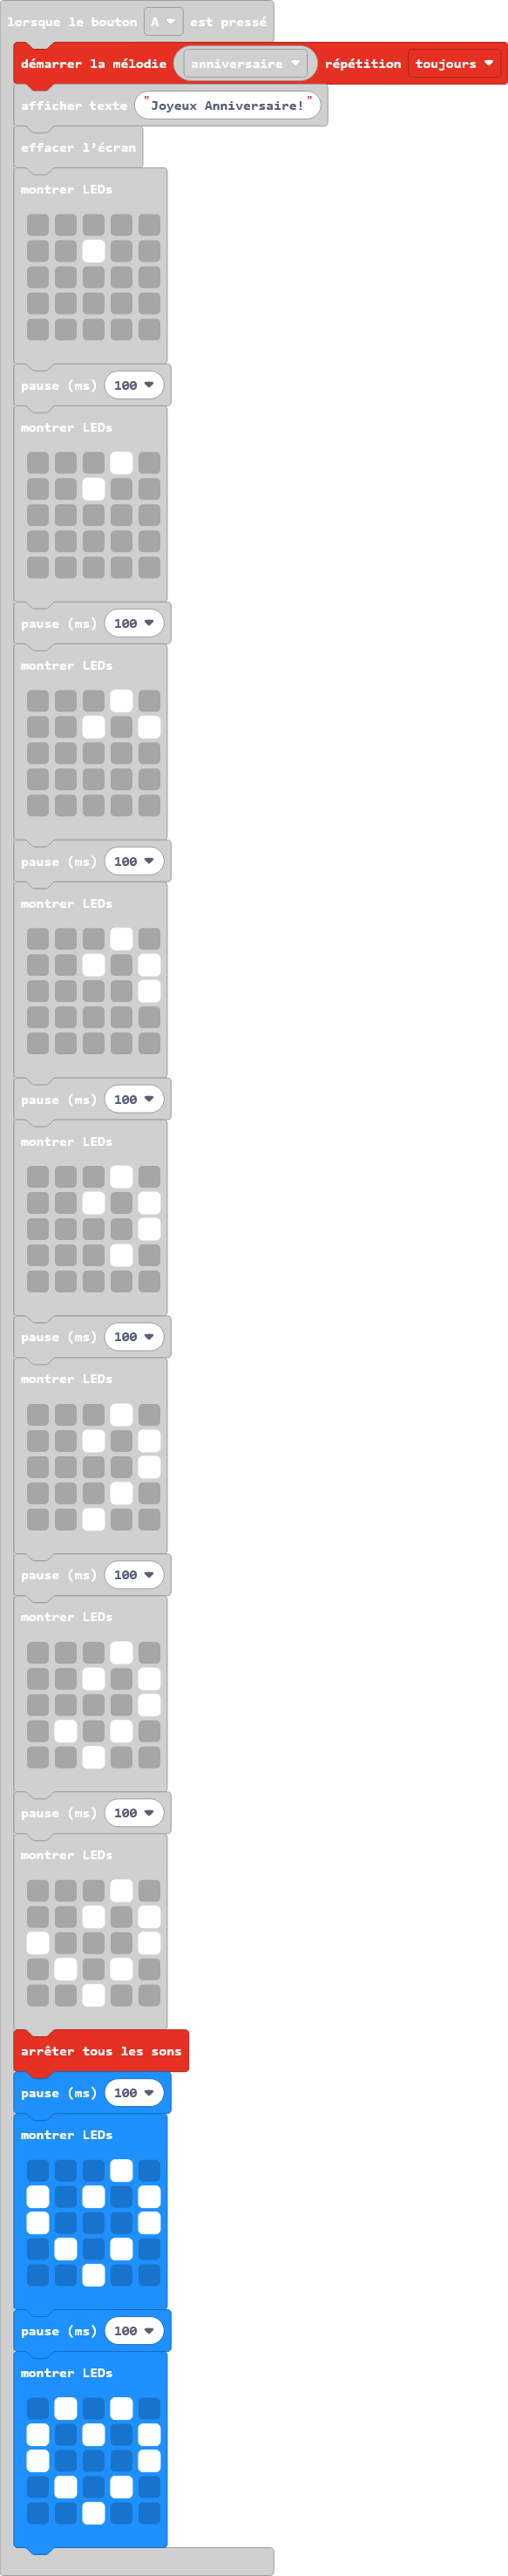 lorsque le bouton A est pressé
démarrer la mélodie anniversaire répétition toujours
afficher texte "Joyeux Anniversaire!"
effacer l'écran
montrer LEDs
pause (ms) 100
montrer LEDs
pause (ms) 100
montrer LEDs
pause (ms) 100
montrer LEDs
pause (ms) 100
montrer LEDs
pause (ms) 100
montrer LEDs
pause (ms) 100
montrer LEDs
pause (ms) 100
montrer LEDs
arrêter tous les sons
pause (ms) 100
montrer LEDs
pause (ms) 100
montrer LEDs